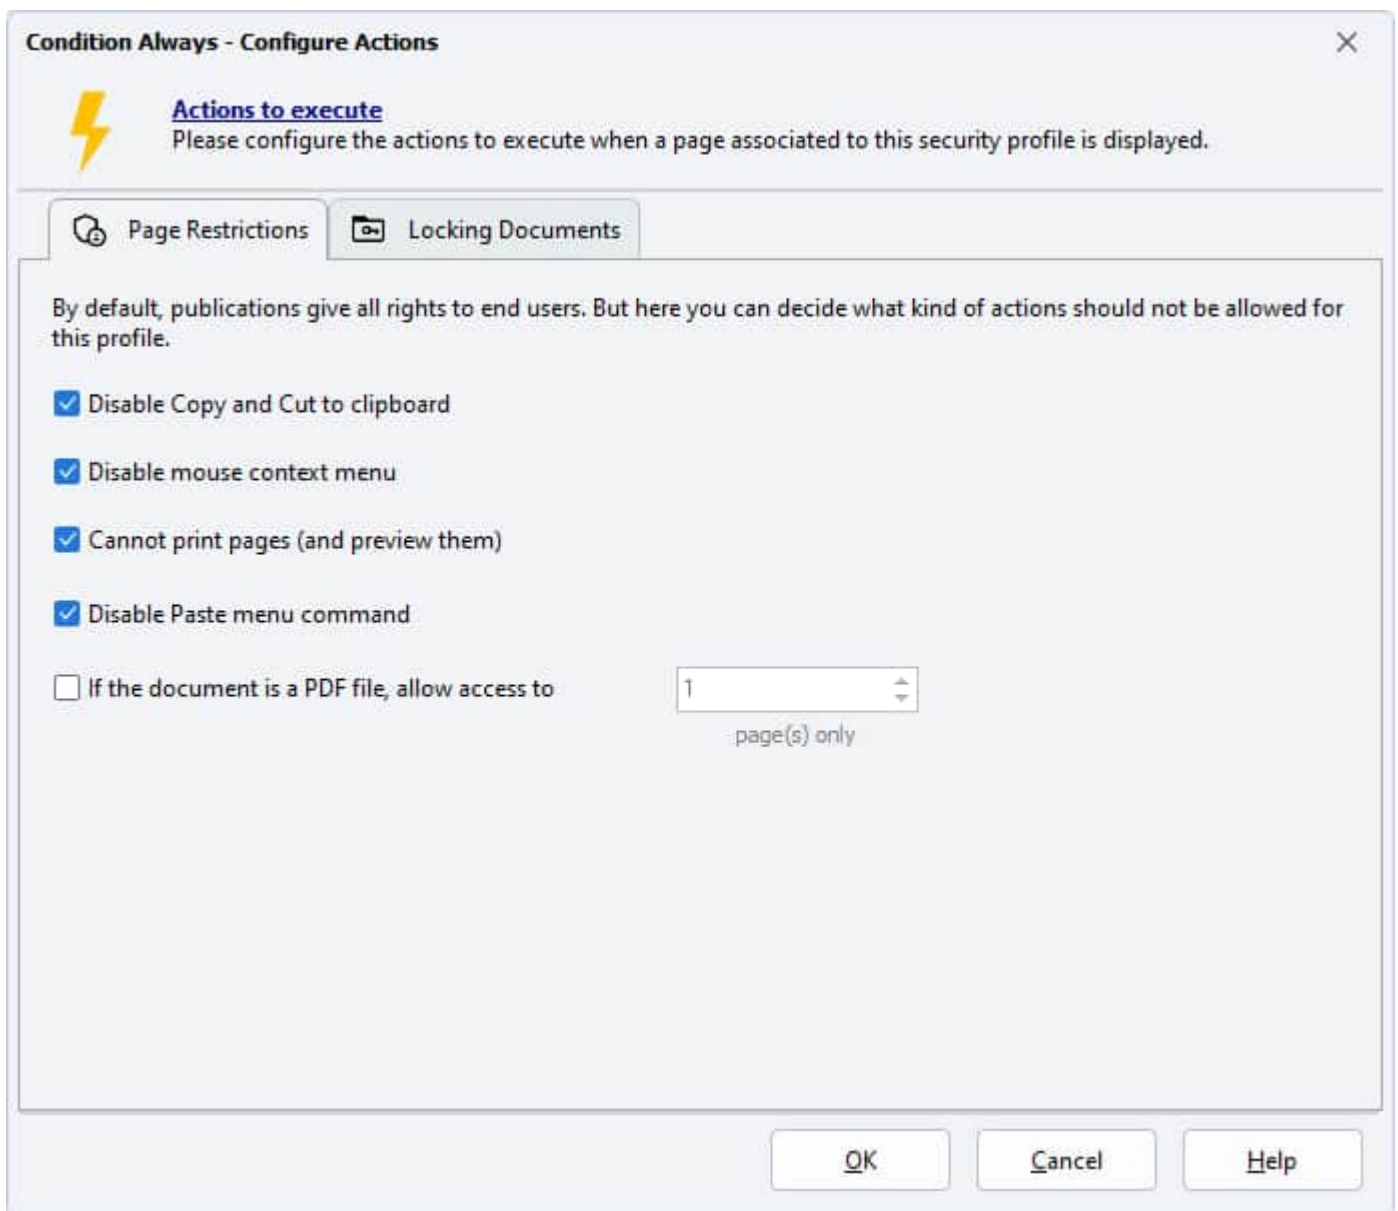 Condition Always - Configure Actions
Actions to execute
Please configure the actions to execute when a page associated to this security profile is displayed.
Page Restrictions
Locking Documents
By default, publications give all rights to end users. But here you can decide what kind of actions should not be allowed for
this profile.
Disable Copy and Cut to clipboard
Disable mouse context menu
Cannot print pages (and preview them)
Disable Paste menu command
If the document is a PDF file, allow access to
1
page(s) only
OK
Cancel
Help